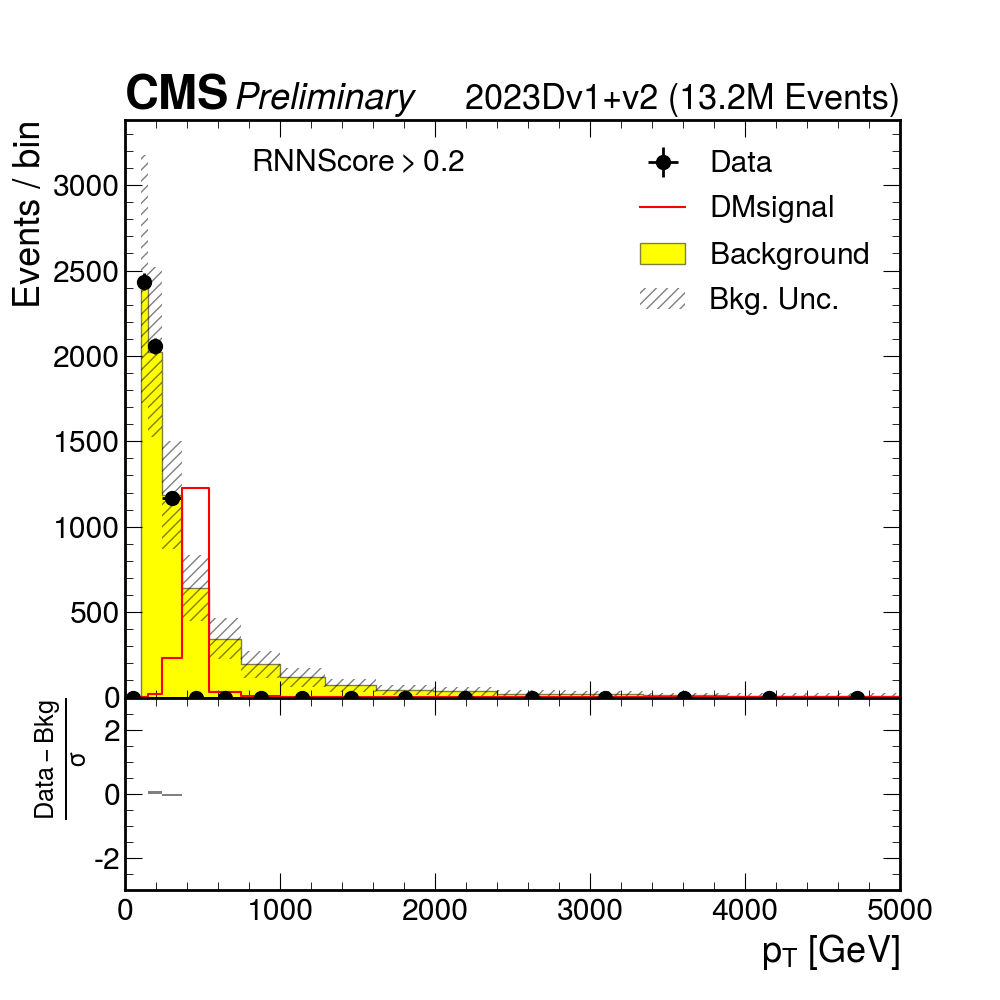 CMS Preliminary 2023Dv1+v2 (13.2M Events)
Events / bin
RNNScore > 0.2
Data
DMsignal
Background
Bkg. Unc.
3000
2500
2000
1500
1000
500
0
Data – Bkg
σ
2
0
-2
0 1000 2000 3000 4000 5000
pT [GeV]